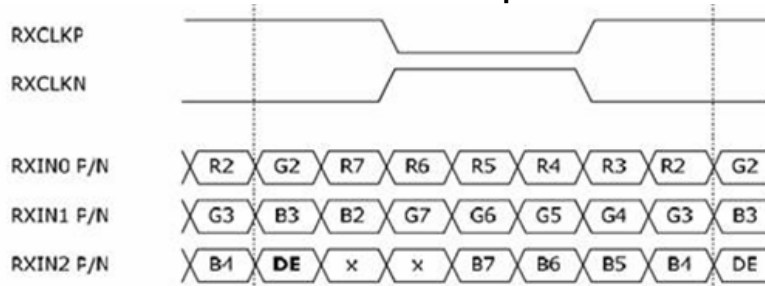 RXCLKP
RXCLKN
RXIN0 P/N R2 G2 R7 R6 R5 R4 R3 R2 G2
RXIN1 P/N G3 B3 B2 G7 G6 G5 G4 G3 B3
RXIN2 P/N B4 DE x x B7 B6 B5 B4 DE